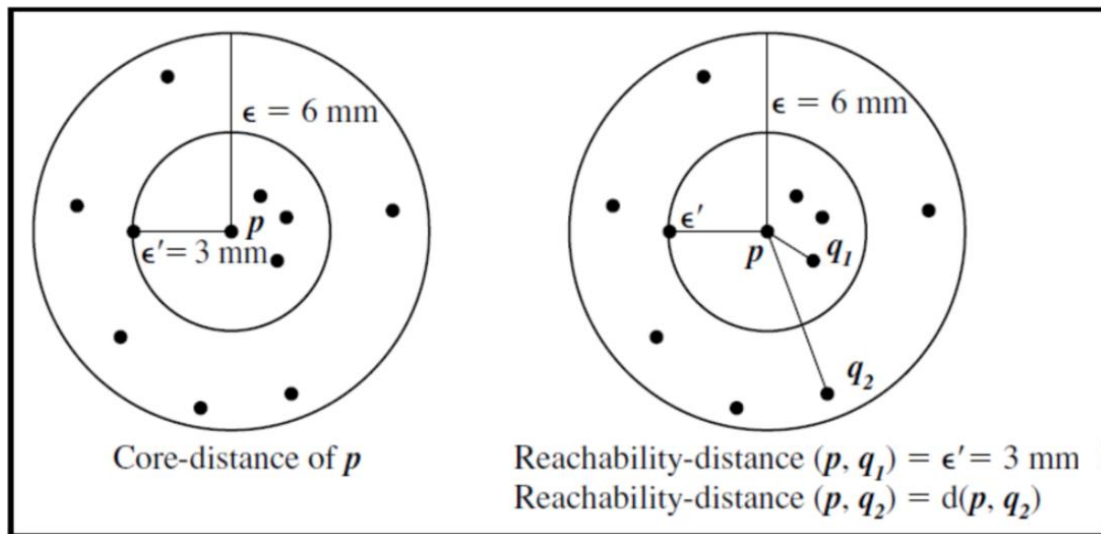 ϵ = 6 mm
p
ϵ′= 3 mm
Core-distance of p
ϵ = 6 mm
ϵ′
p
q₁
q₂
Reachability-distance (p, q₁) = ϵ′= 3 mm
Reachability-distance (p, q₂) = d(p, q₂)